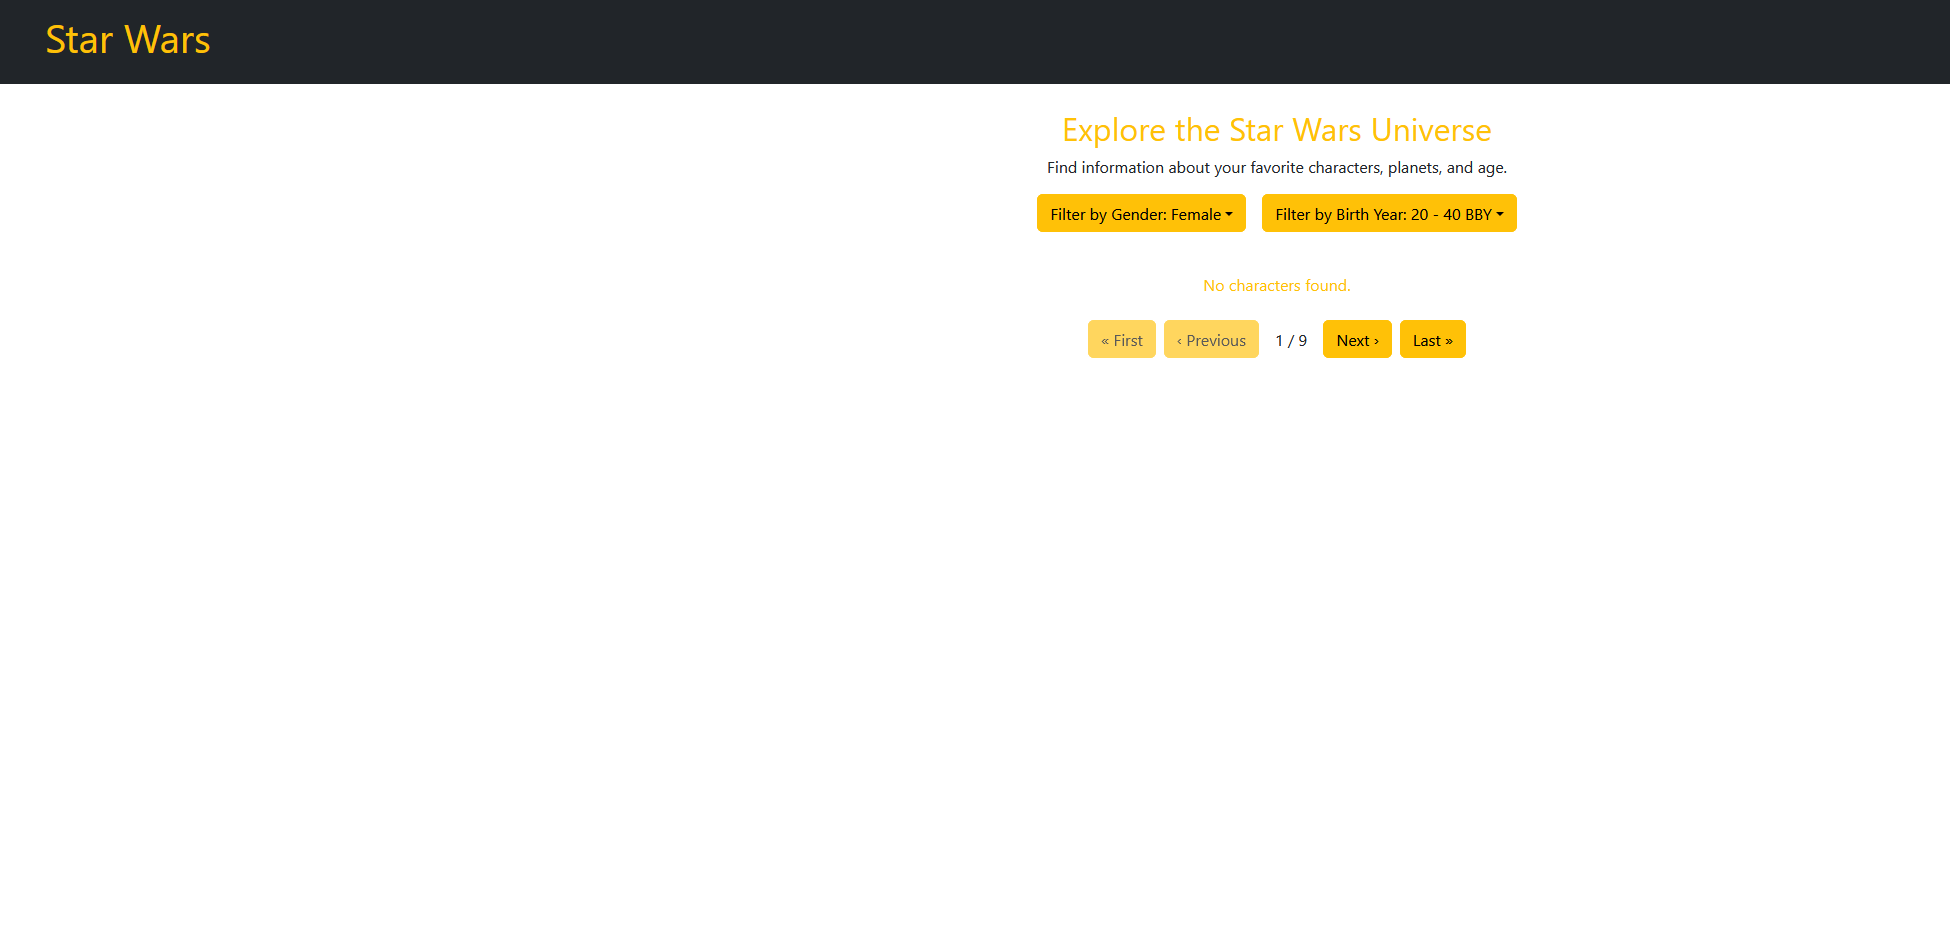 Star Wars
Explore the Star Wars Universe
Find information about your favorite characters, planets, and age.
Filter by Gender: Female Filter by Birth Year: 20 - 40 BBY
No characters found.
« First ‹ Previous 1 / 9 Next › Last »